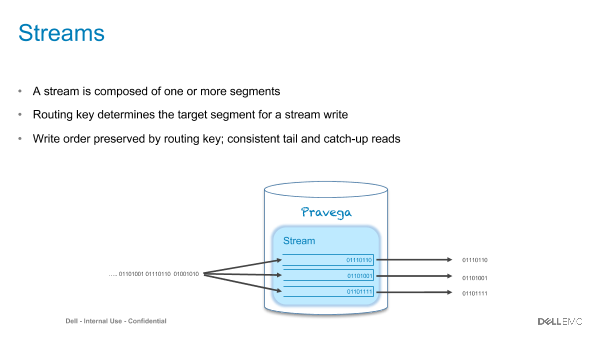 Streams
• A stream is composed of one or more segments
• Routing key determines the target segment for a stream write
• Write order preserved by routing key; consistent tail and catch-up reads
Pravega
Stream
01110110
01101001
01101111
.... 01101001 01110110 01001010
01110110
01101001
01101111
Dell - Internal Use - Confidential
DELLEMC